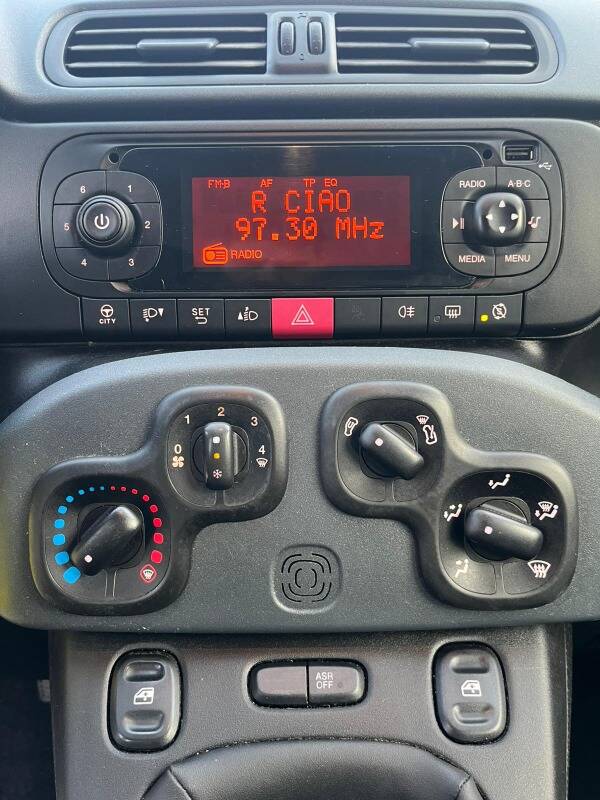 FM-B AF TP EQ
R CIAO
97.30 MHz
RADIO
6 1
5 2
4 3
RADIO A·B·C
MEDIA MENU
CITY
SET
0 1 2 3 4
ASR
OFF